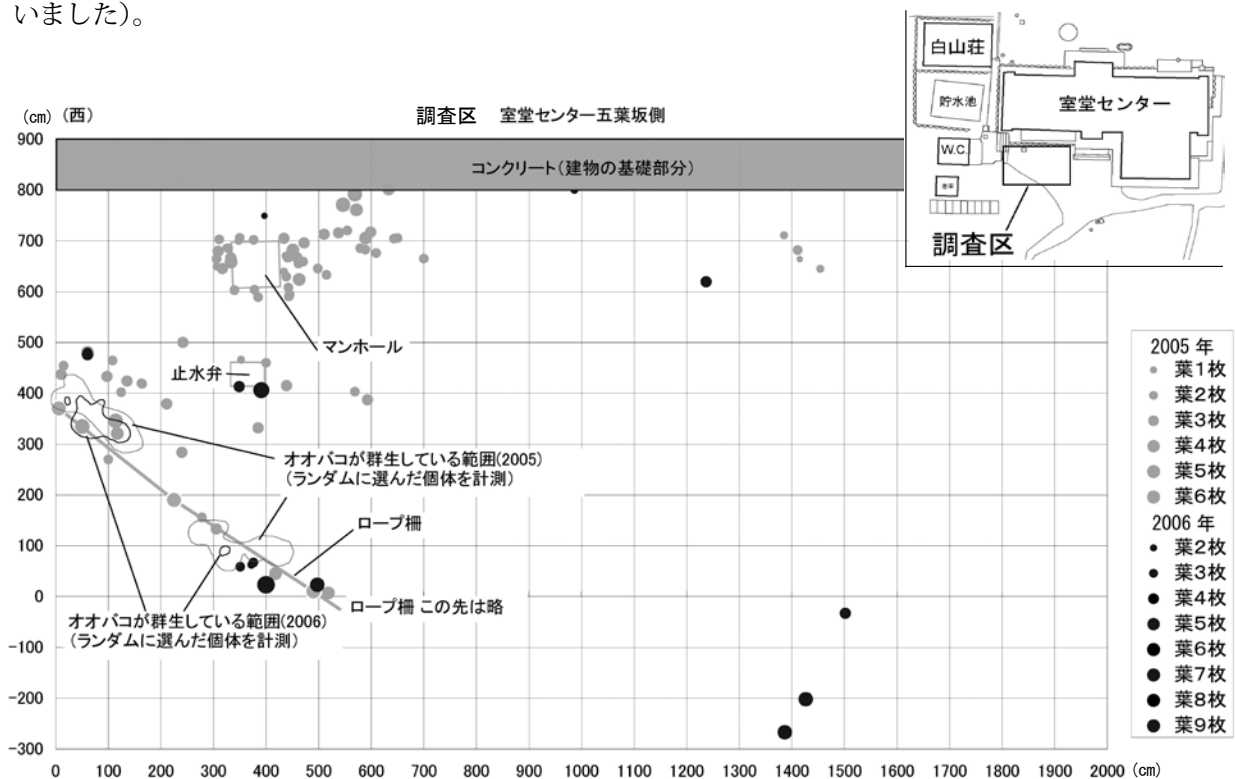 いました）。
白山荘
貯水池
室堂センター
W.C.
調査区
(cm) (西)
調査区 室堂センター五葉坂側
900
コンクリート（建物の基礎部分）
800
700
600
500
400
300
200
100
0
-100
-200
-300
マンホール
止水弁
オオバコが群生している範囲(2005)
（ランダムに選んだ個体を計測）
ロープ柵
ロープ柵 この先は略
オオバコが群生している範囲(2006)
（ランダムに選んだ個体を計測）
2005 年
葉1枚
葉2枚
葉3枚
葉4枚
葉5枚
葉6枚
2006 年
葉2枚
葉3枚
葉4枚
葉5枚
葉6枚
葉7枚
葉8枚
葉9枚
0 100 200 300 400 500 600 700 800 900 1000 1100 1200 1300 1400 1500 1600 1700 1800 1900 2000 (cm)